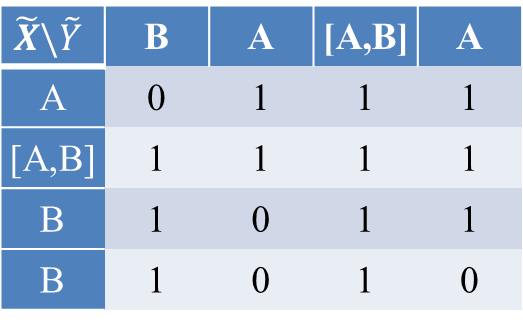 X̃\Ỹ B A [A,B] A
A 0 1 1 1
[A,B] 1 1 1 1
B 1 0 1 1
B 1 0 1 0